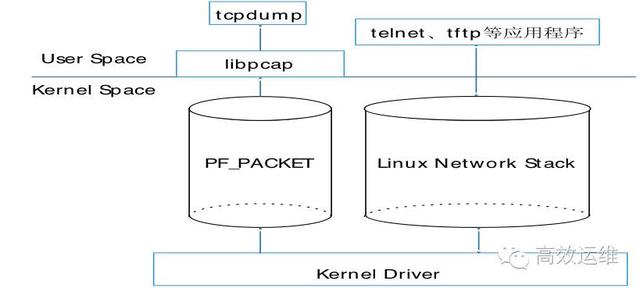 tcpdump
telnet、tftp等应用程序
User Space
libpcap
Kernel Space
PF_PACKET
Linux Network Stack
高效运维
Kernel Driver